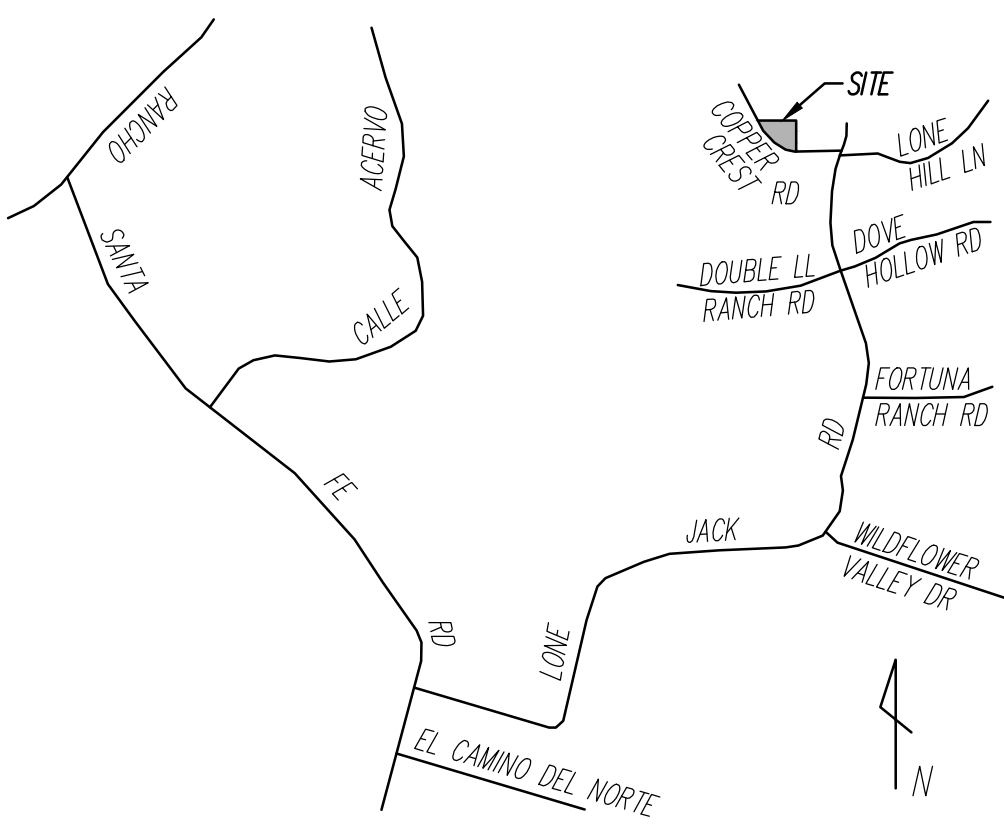 RANCHO
SANTA
FE
RD
ACERVO
CALLE
SITE
COPPER
CREST
RD
LONE
HILL LN
DOVE
HOLLOW RD
DOUBLE LL
RANCH RD
FORTUNA
RANCH RD
RD
JACK
LONE
WILDFLOWER
VALLEY DR
EL CAMINO DEL NORTE
N